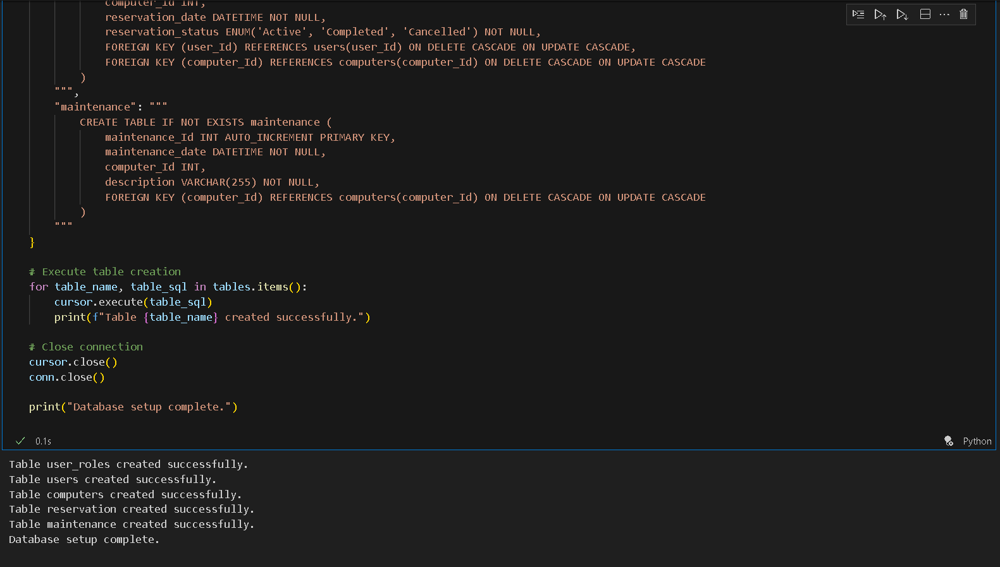 computer_Id INT,
reservation_date DATETIME NOT NULL,
reservation_status ENUM('Active', 'Completed', 'Cancelled') NOT NULL,
FOREIGN KEY (user_Id) REFERENCES users(user_Id) ON DELETE CASCADE ON UPDATE CASCADE,
FOREIGN KEY (computer_Id) REFERENCES computers(computer_Id) ON DELETE CASCADE ON UPDATE CASCADE
)
""",
"maintenance": """
CREATE TABLE IF NOT EXISTS maintenance (
maintenance_Id INT AUTO_INCREMENT PRIMARY KEY,
maintenance_date DATETIME NOT NULL,
computer_Id INT,
description VARCHAR(255) NOT NULL,
FOREIGN KEY (computer_Id) REFERENCES computers(computer_Id) ON DELETE CASCADE ON UPDATE CASCADE
)
"""
}
# Execute table creation
for table_name, table_sql in tables.items():
cursor.execute(table_sql)
print(f"Table {table_name} created successfully.")
# Close connection
cursor.close()
conn.close()
print("Database setup complete.")
0.1s
Python
Table user_roles created successfully.
Table users created successfully.
Table computers created successfully.
Table reservation created successfully.
Table maintenance created successfully.
Database setup complete.